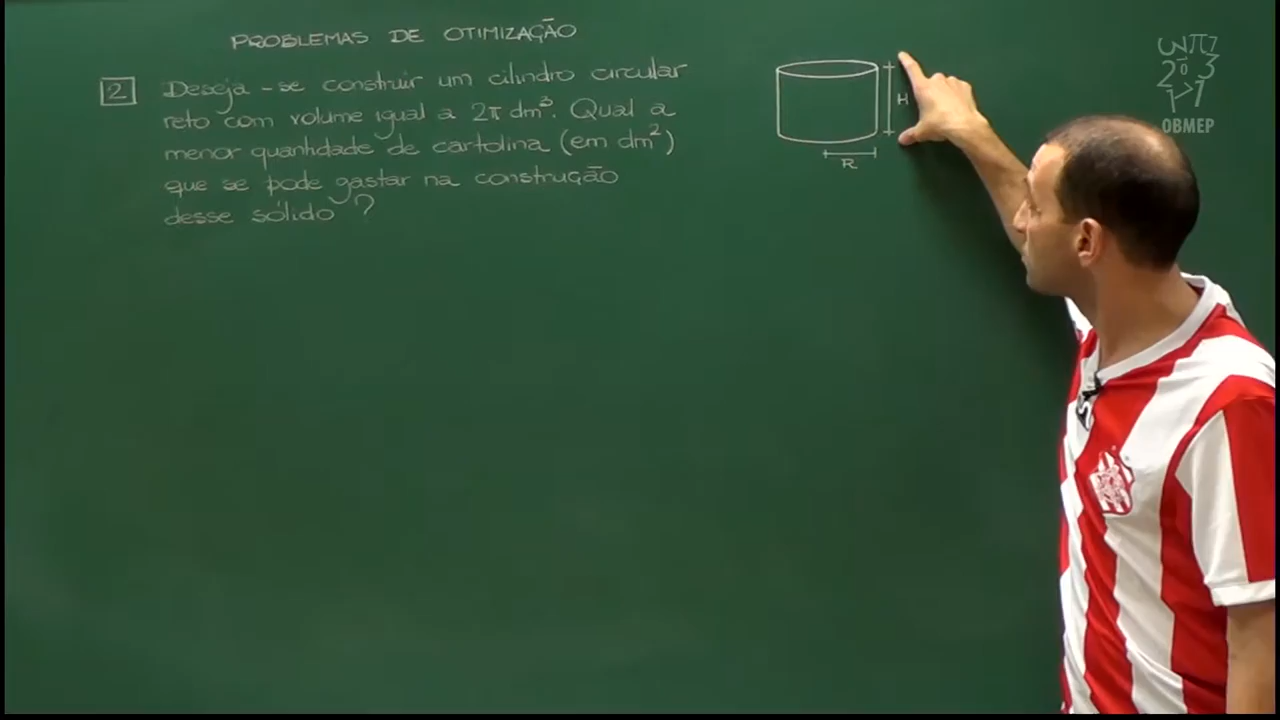 PROBLEMAS DE OTIMIZAÇÃO
2 Deseja-se construir um cilindro circular
reto com volume igual a 2π dm³. Qual a
menor quantidade de cartolina (em dm²)
que se pode gastar na construção
desse sólido?
H
R
OBMEP